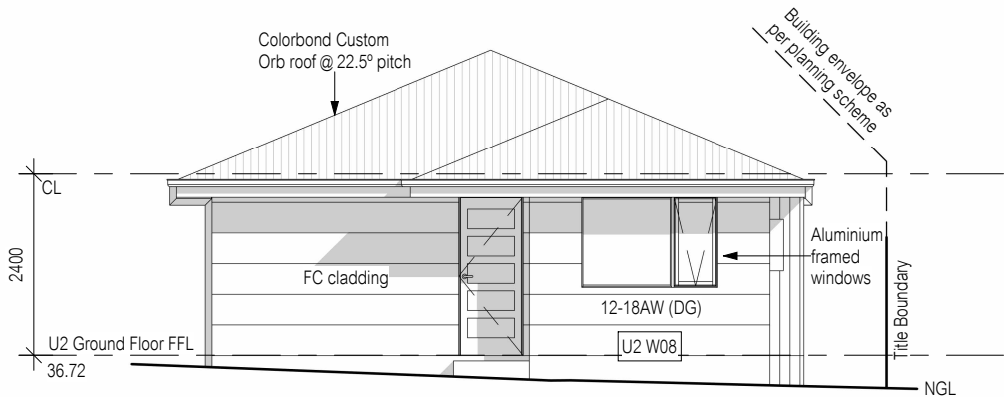 Colorbond Custom
Orb roof @ 22.5º pitch
Building envelope as
per planning scheme
CL
2400
FC cladding
Aluminium
framed
windows
12-18AW (DG)
U2 W08
U2 Ground Floor FFL
36.72
Title Boundary
NGL